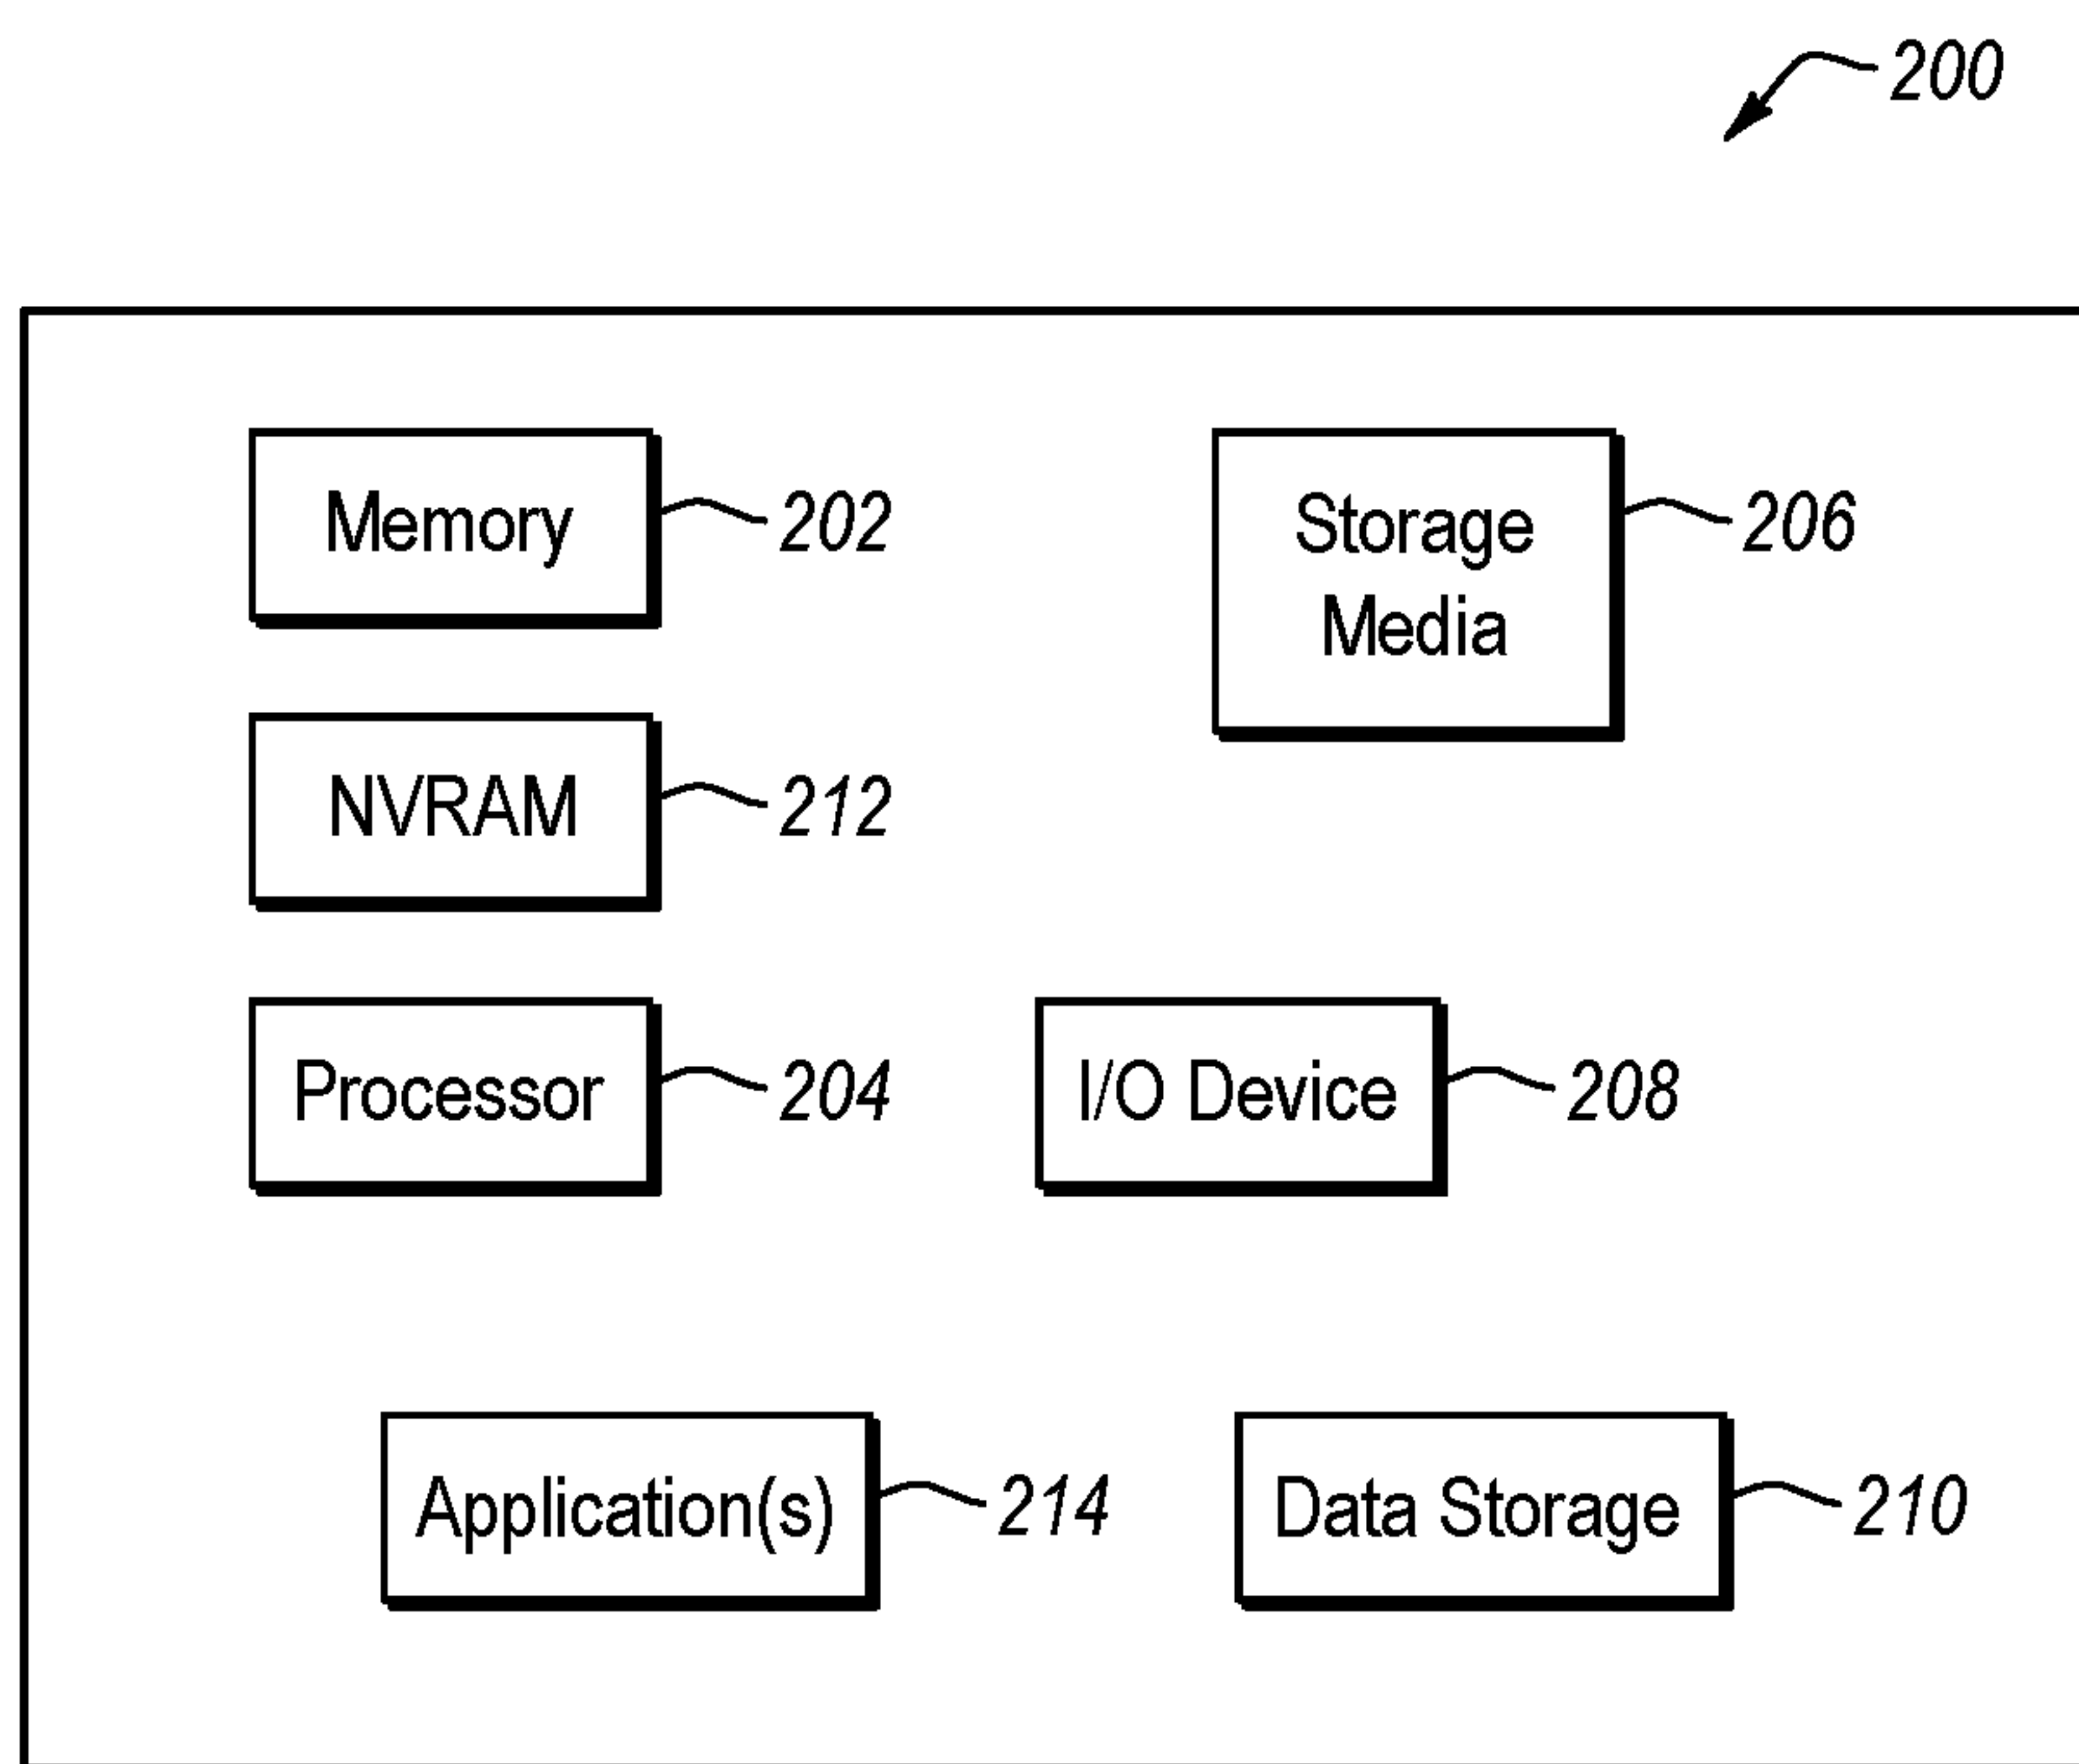 200
Memory 202
Storage
Media 206
NVRAM 212
Processor 204
I/O Device 208
Application(s) 214
Data Storage 210